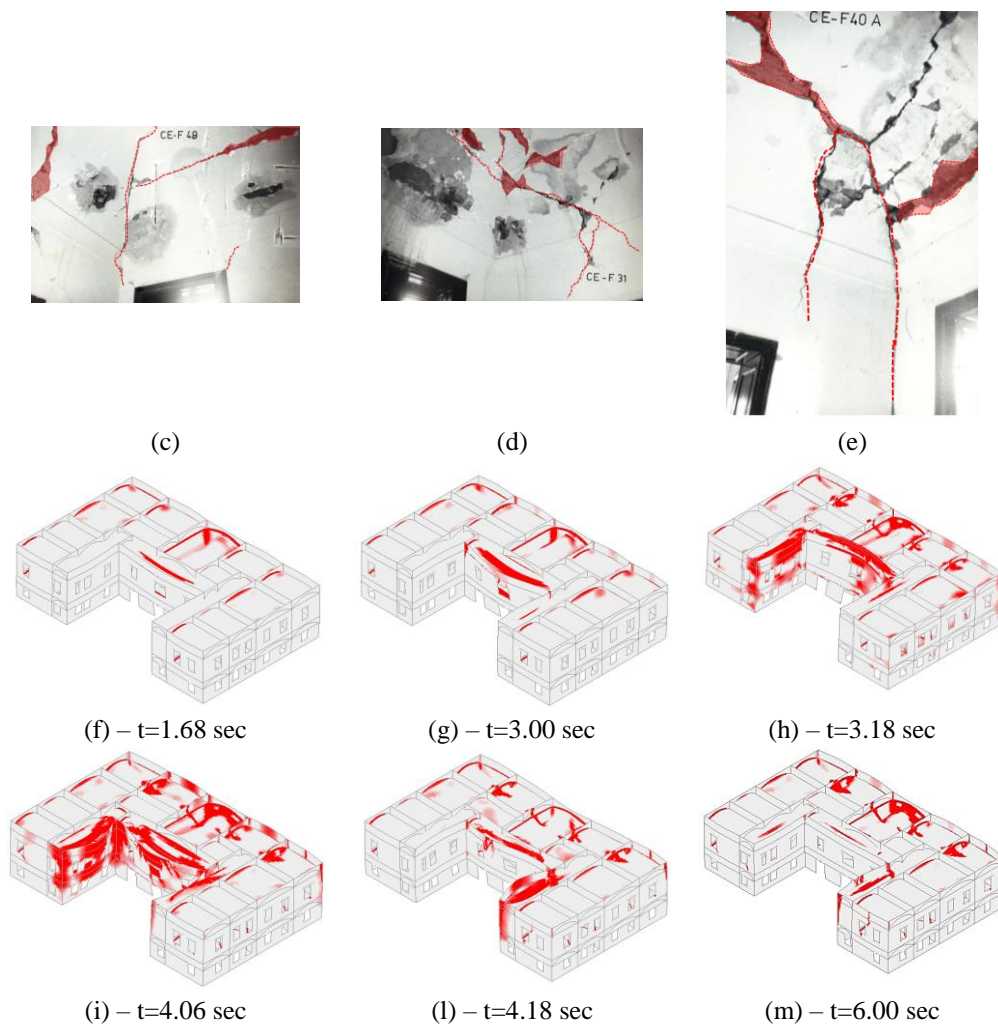 CE-F 40 A
CE-F 48
CE-F 31
(c)
(d)
(e)
(f) – t=1.68 sec
(g) – t=3.00 sec
(h) – t=3.18 sec
(i) – t=4.06 sec
(l) – t=4.18 sec
(m) – t=6.00 sec